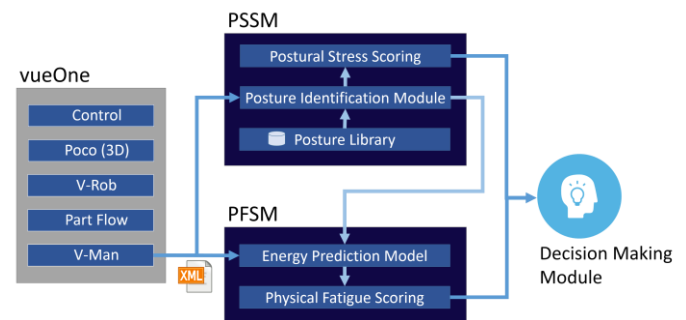 vueOne
Control
Poco (3D)
V-Rob
Part Flow
V-Man
XML
PSSM
Postural Stress Scoring
Posture Identification Module
Posture Library
PFSM
Energy Prediction Model
Physical Fatigue Scoring
Decision Making
Module